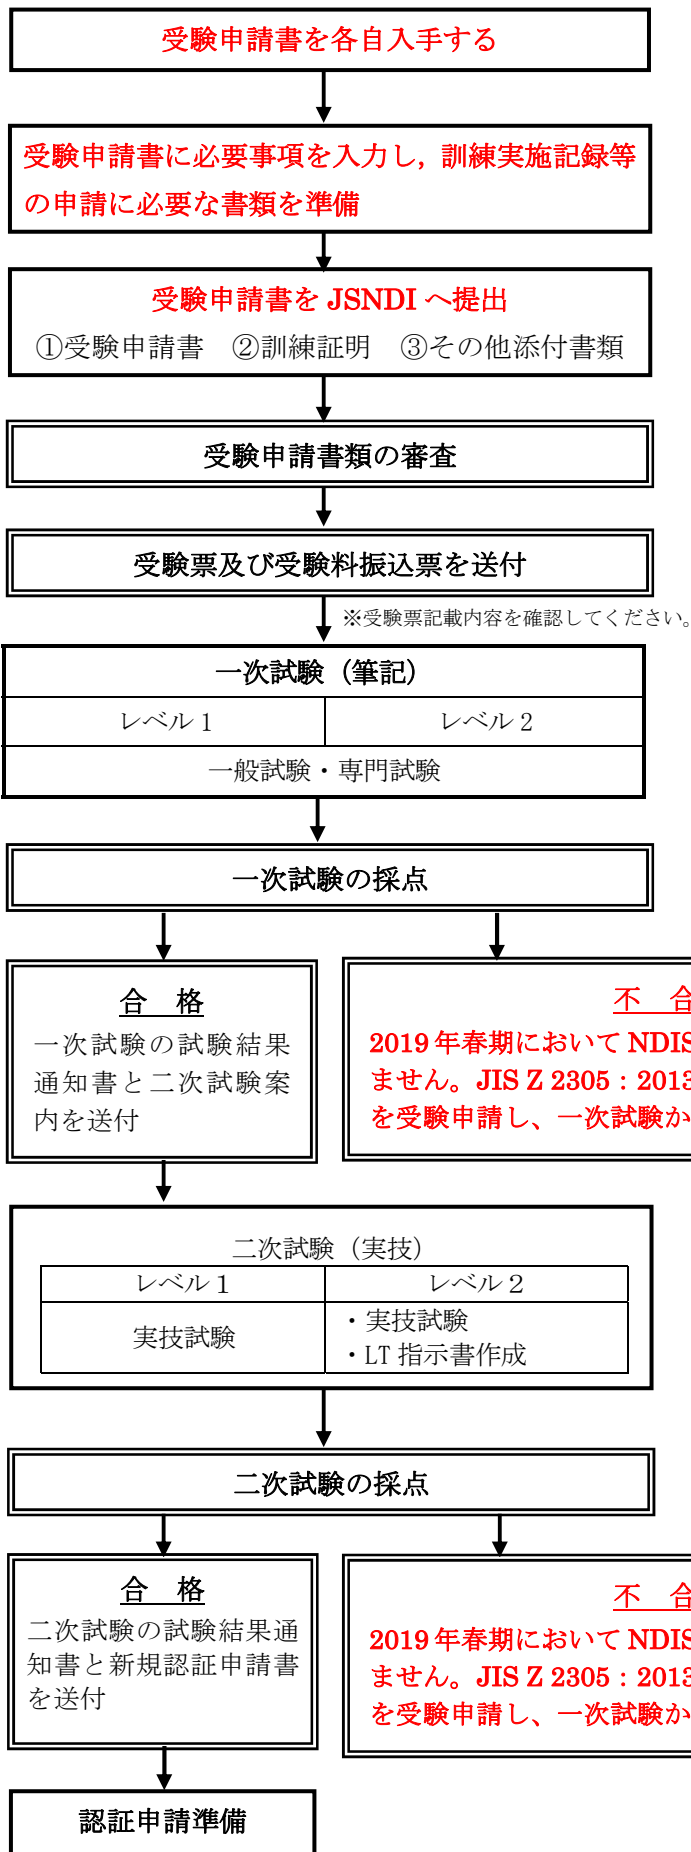 受験申請書を各自入手する
受験申請書に必要事項を入力し, 訓練実施記録等
の申請に必要な書類を準備
受験申請書を JSNDI へ提出
①受験申請書　②訓練証明　③その他添付書類
受験申請書類の審査
受験票及び受験料振込票を送付
※受験票記載内容を確認してください。
一次試験（筆記）
レベル 1　レベル 2
一般試験・専門試験
一次試験の採点
合　格
一次試験の試験結果
通知書と二次試験案
内を送付
不　合
2019 年春期において NDIS
ません。JIS Z 2305：2013
を受験申請し、一次試験か
二次試験（実技）
レベル１　レベル２
実技試験
・実技試験
・LT 指示書作成
二次試験の採点
合　格
二次試験の試験結果通
知書と新規認証申請書
を送付
不　合
2019 年春期において NDIS
ません。JIS Z 2305：2013
を受験申請し、一次試験か
認証申請準備